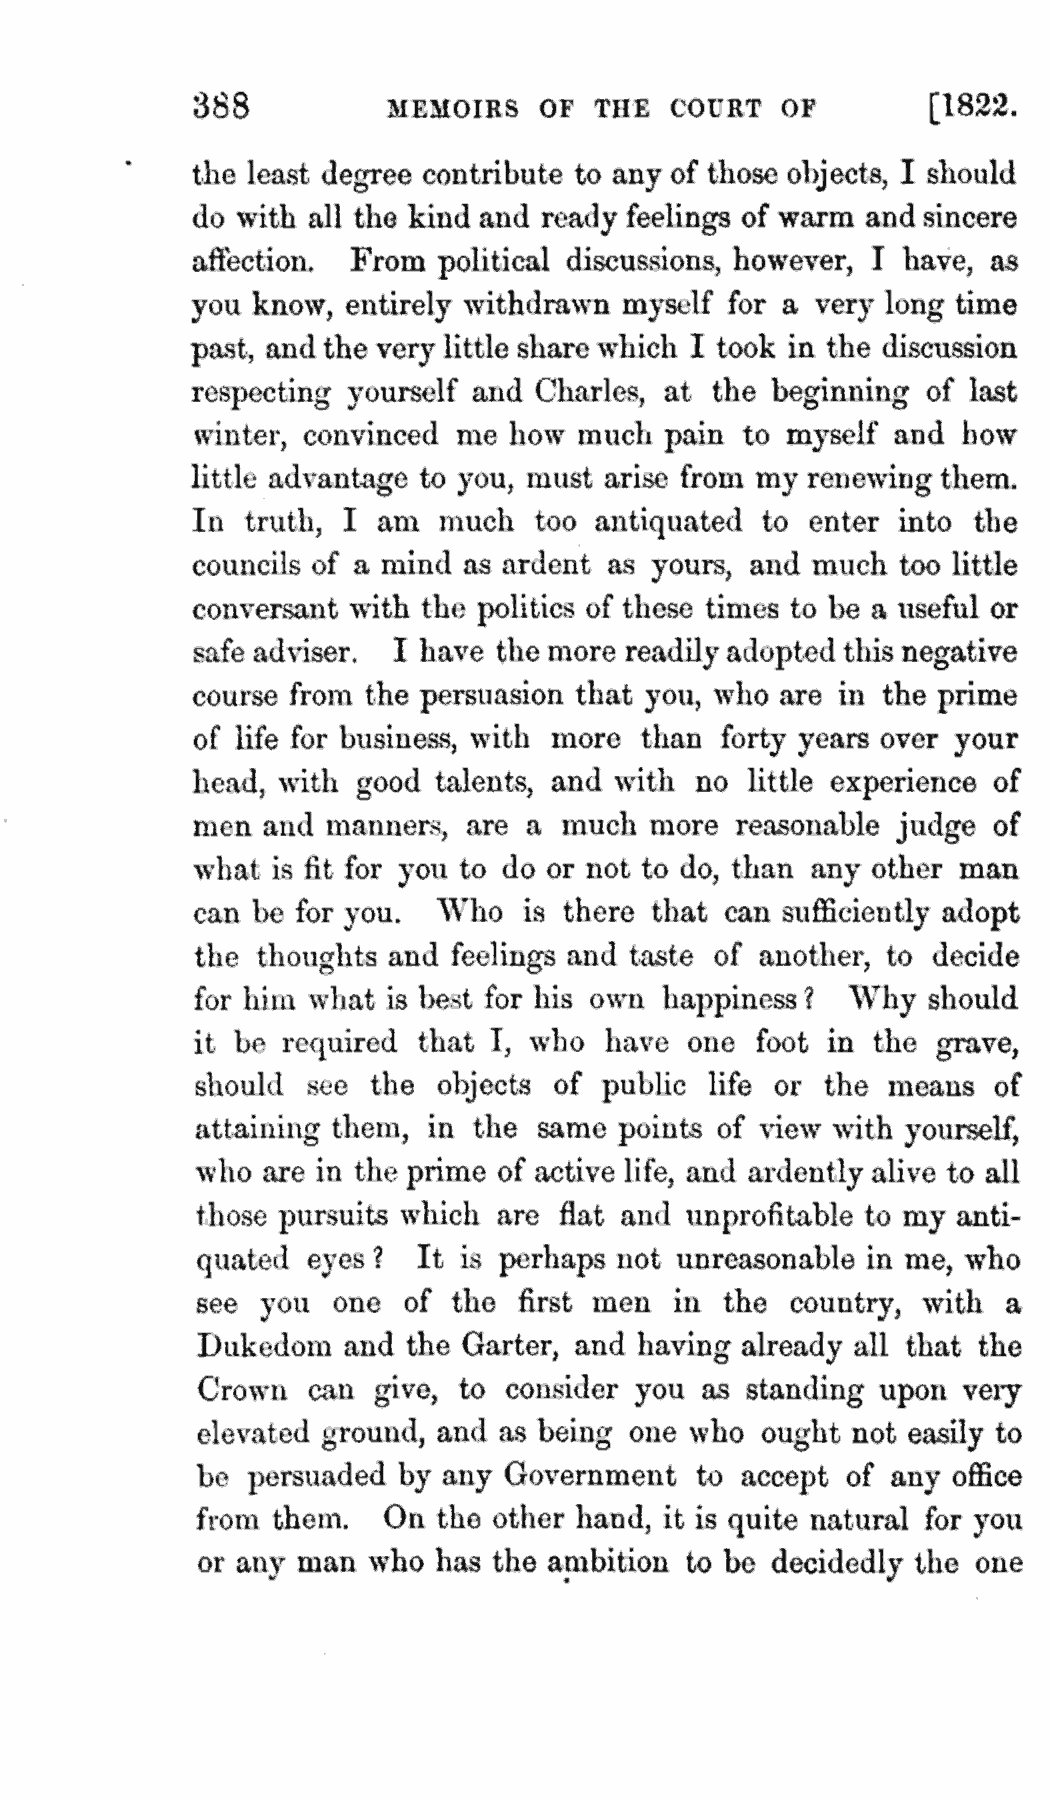 388 MEMOIRS OF THE COURT OF [1822.
the least degree contribute to any of those objects, I should
do with all the kind and ready feelings of warm and sincere
affection. From political discussions, however, I have, as
you know, entirely withdrawn myself for a very long time
past, and the very little share which I took in the discussion
respecting yourself and Charles, at the beginning of last
winter, convinced me how much pain to myself and how
little advantage to you, must arise from my renewing them.
In truth, I am much too antiquated to enter into the
councils of a mind as ardent as yours, and much too little
conversant with the politics of these times to be a useful or
safe adviser. I have the more readily adopted this negative
course from the persuasion that you, who are in the prime
of life for business, with more than forty years over your
head, with good talents, and with no little experience of
men and manners, are a much more reasonable judge of
what is fit for you to do or not to do, than any other man
can be for you. Who is there that can sufficiently adopt
the thoughts and feelings and taste of another, to decide
for him what is best for his own happiness? Why should
it be required that I, who have one foot in the grave,
should see the objects of public life or the means of
attaining them, in the same points of view with yourself,
who are in the prime of active life, and ardently alive to all
those pursuits which are flat and unprofitable to my anti-
quated eyes? It is perhaps not unreasonable in me, who
see you one of the first men in the country, with a
Dukedom and the Garter, and having already all that the
Crown can give, to consider you as standing upon very
elevated ground, and as being one who ought not easily to
be persuaded by any Government to accept of any office
from them. On the other hand, it is quite natural for you
or any man who has the ambition to be decidedly the one